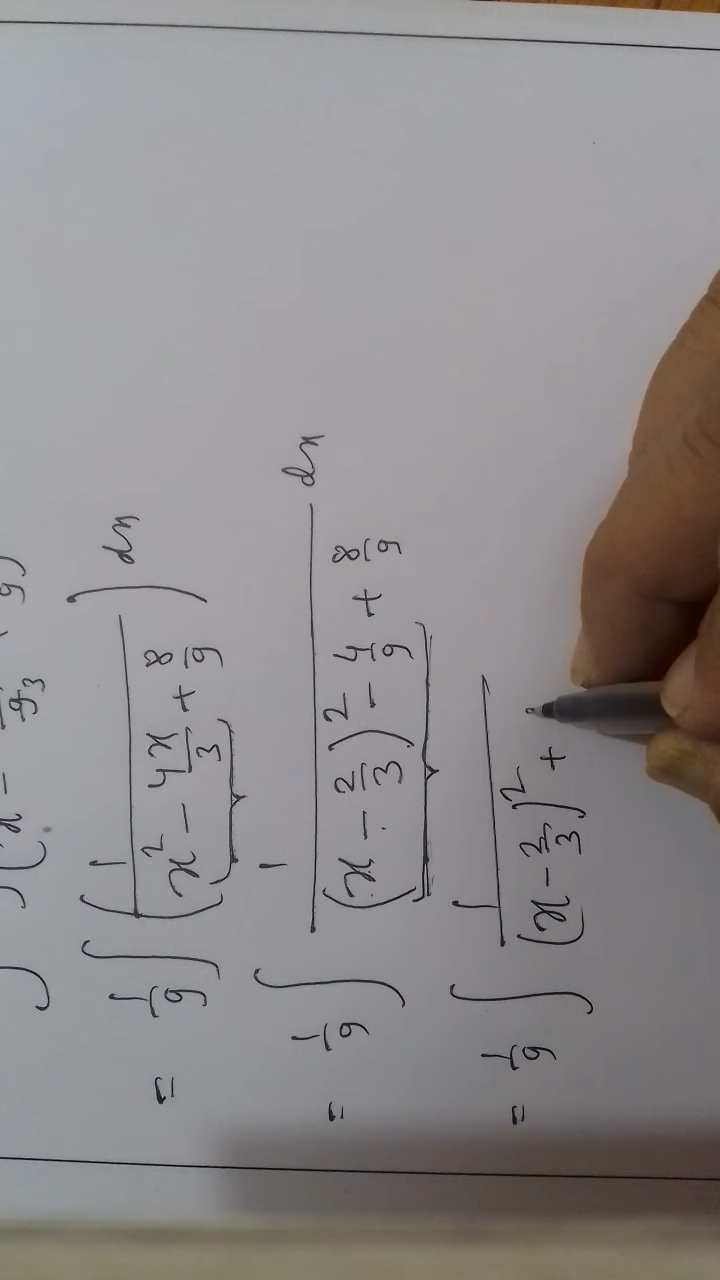 ∫ (x −
= 1/9 ∫ ( 1 / (x² − 4x/3 + 8/9) ) dx
= 1/9 ∫ 1 / ((x − 2/3)² − 4/9 + 8/9) dx
= 1/9 ∫ 1 / ((x − 2/3)² +